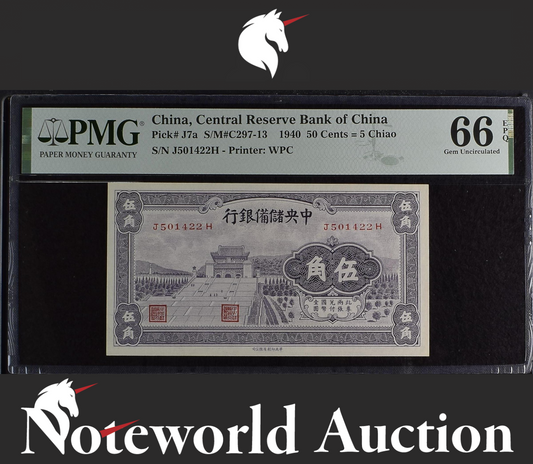 PMG
PAPER MONEY GUARANTY
China, Central Reserve Bank of China
Pick# J7a S/M#C297-13 1940 50 Cents = 5 Chiao
S/N J501422H - Printer: WPC
66 EPQ
Gem Uncirculated
行銀備儲央中
伍角 伍角
J501422H J501422H
角伍
伍角 伍角
Noteworld Auction